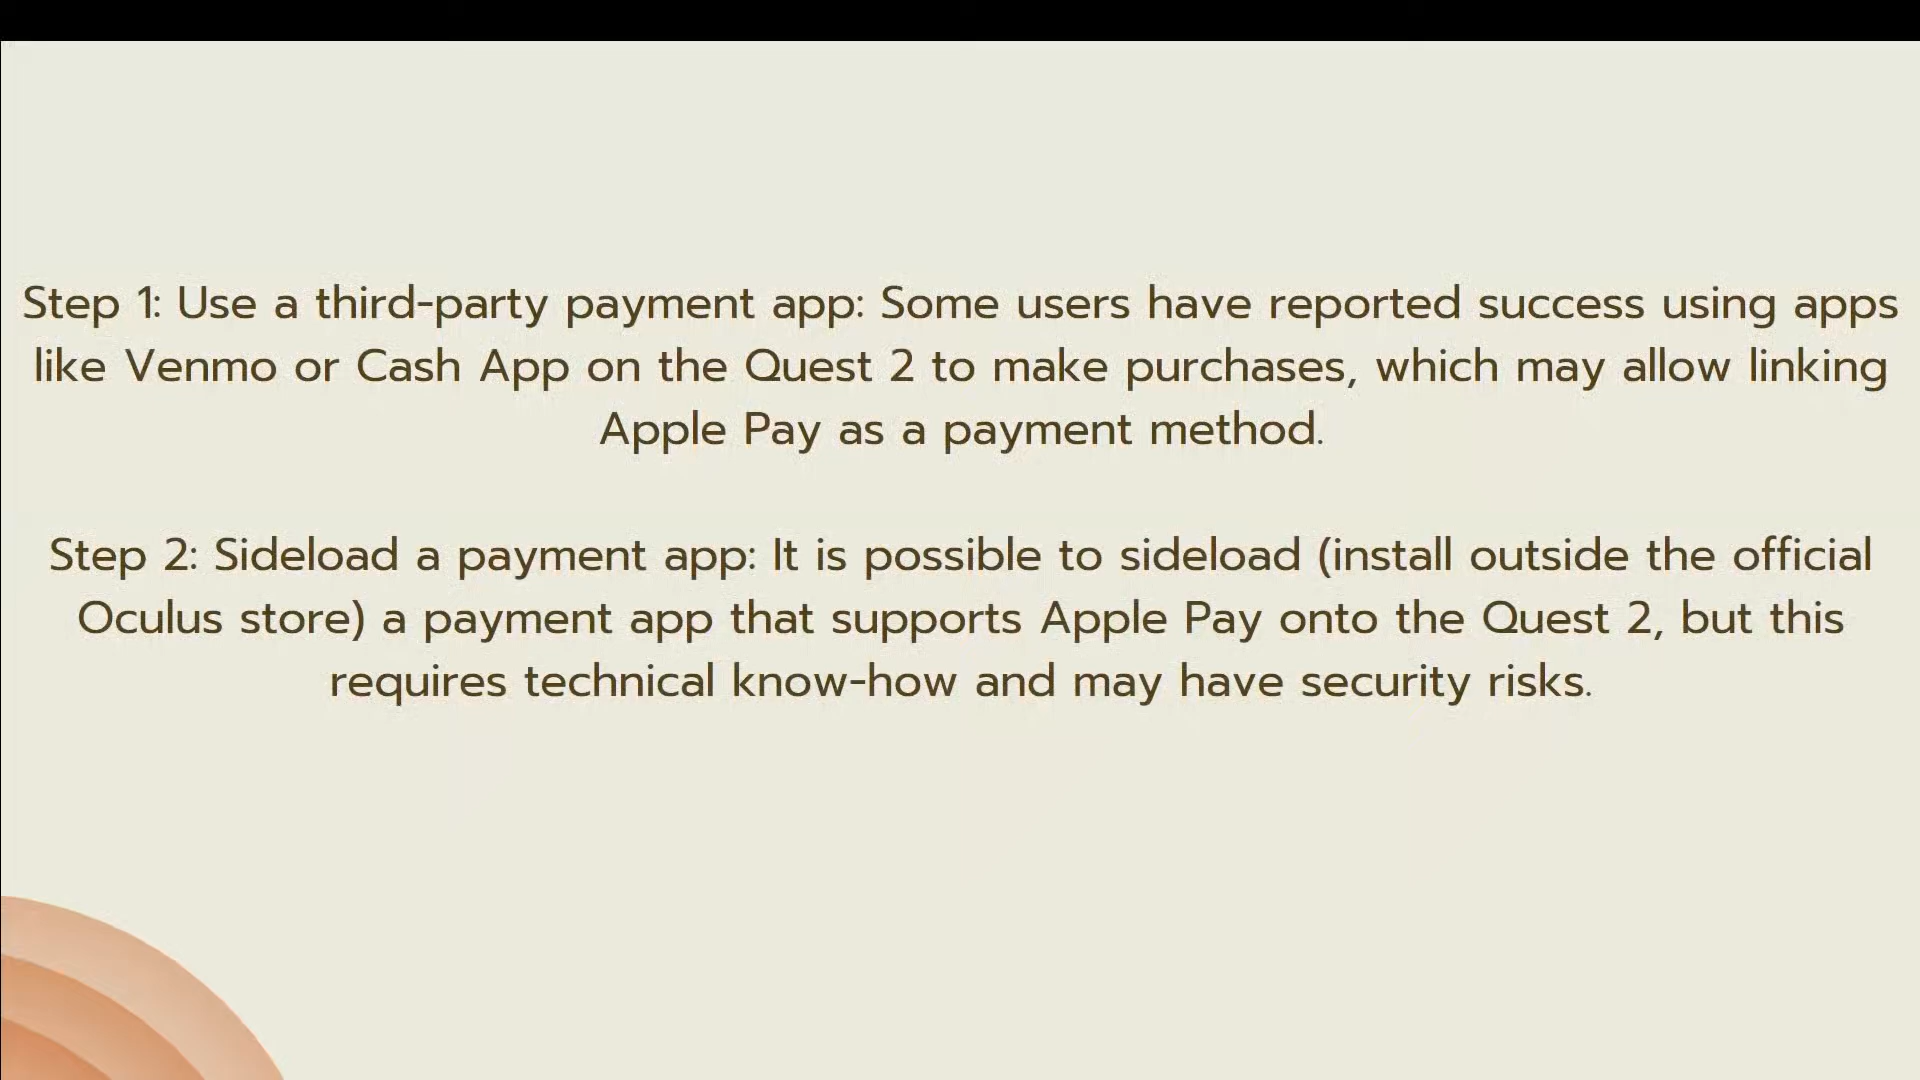 Step 1: Use a third-party payment app: Some users have reported success using apps
like Venmo or Cash App on the Quest 2 to make purchases, which may allow linking
Apple Pay as a payment method.
Step 2: Sideload a payment app: It is possible to sideload (install outside the official
Oculus store) a payment app that supports Apple Pay onto the Quest 2, but this
requires technical know-how and may have security risks.